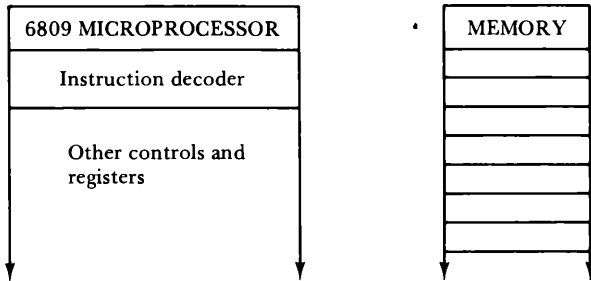 6809 MICROPROCESSOR
Instruction decoder
Other controls and
registers
MEMORY